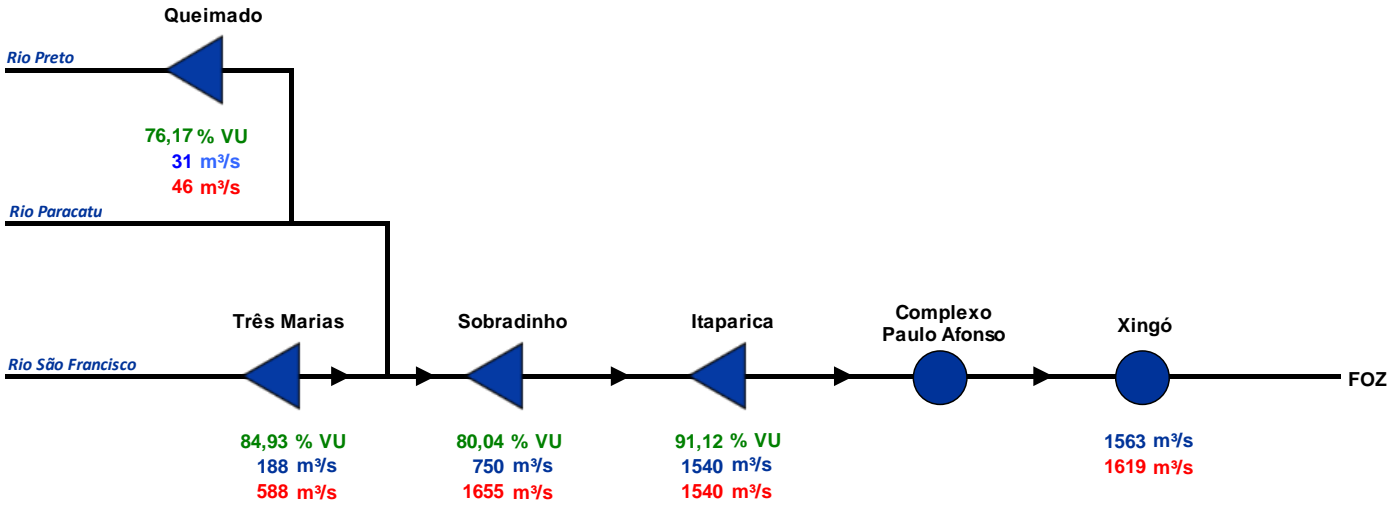 Queimado
Rio Preto
76,17 % VU
31 m³/s
46 m³/s
Rio Paracatu
Três Marias
Sobradinho
Itaparica
Complexo
Paulo Afonso
Xingó
Rio São Francisco
FOZ
84,93 % VU
188 m³/s
588 m³/s
80,04 % VU
750 m³/s
1655 m³/s
91,12 % VU
1540 m³/s
1540 m³/s
1563 m³/s
1619 m³/s